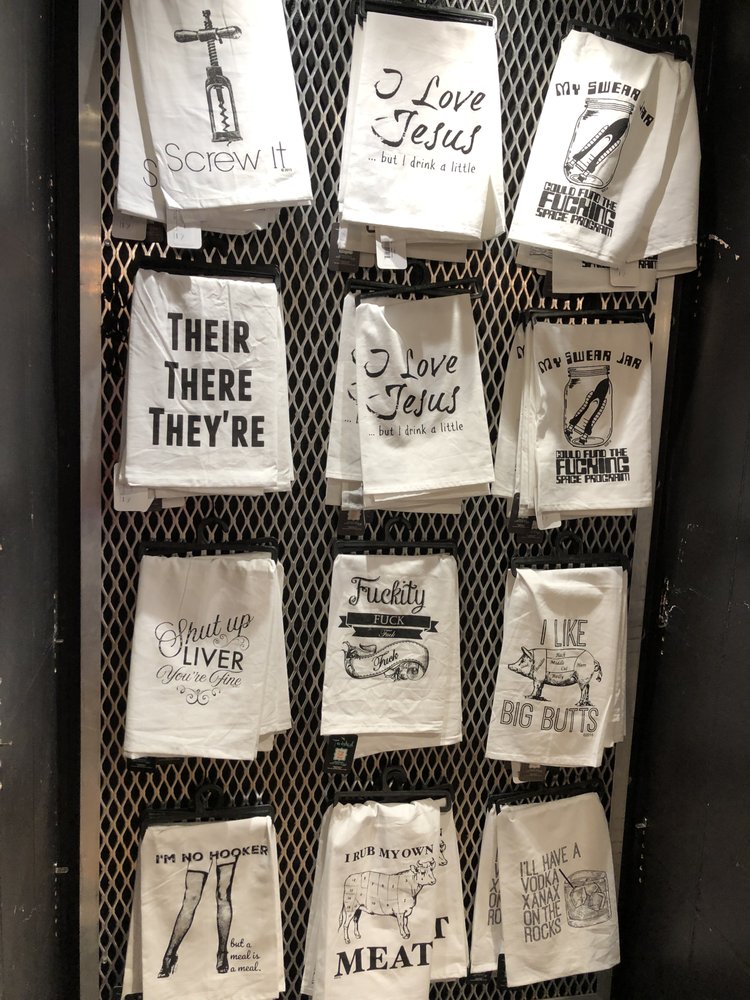 Screw It
I Love
Jesus
... but I drink a little
MY SWEAR JAR
COULD FUND THE
FUCKING
SPACE PROGRAM
THEIR
THERE
THEY'RE
I Love
Jesus
... but I drink a little
MY SWEAR JAR
COULD FUND THE
FUCKING
SPACE PROGRAM
Shut up
LIVER
You're fine
Fuckity
FUCK
Fuck
Fuck
I LIKE
BIG BUTTS
I'M NO HOOKER
but a
meal is
a meal.
I RUB MY OWN
MEAT
I'LL HAVE A
VODKA
XANAX
ON THE
ROCKS